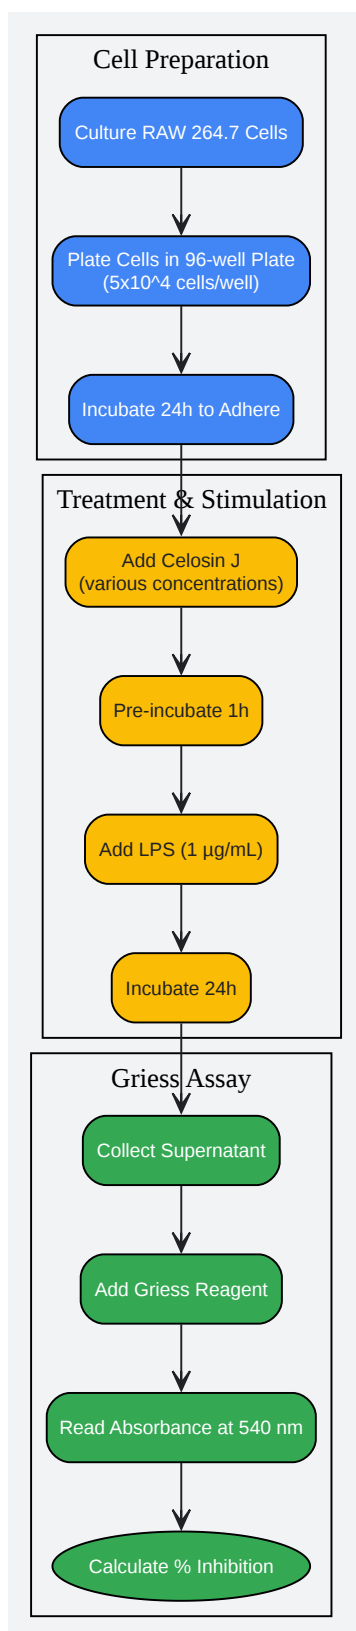 Cell Preparation
Culture RAW 264.7 Cells
Plate Cells in 96-well Plate
(5x10^4 cells/well)
Incubate 24h to Adhere
Treatment & Stimulation
Add Celosin J
(various concentrations)
Pre-incubate 1h
Add LPS (1 µg/mL)
Incubate 24h
Griess Assay
Collect Supernatant
Add Griess Reagent
Read Absorbance at 540 nm
Calculate % Inhibition